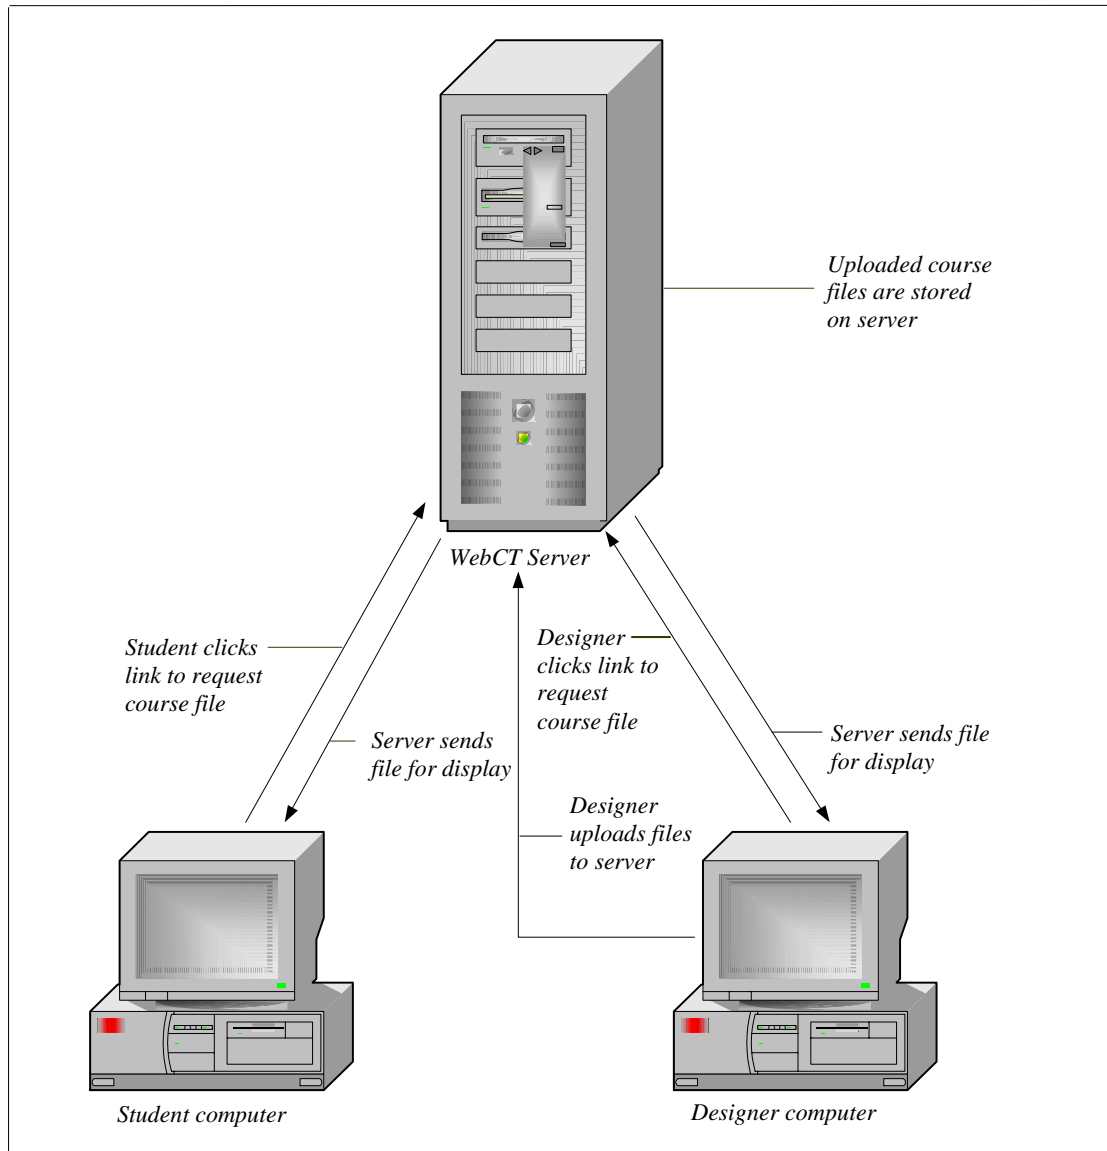 Uploaded course
files are stored
on server
WebCT Server
Student clicks
link to request
course file
Designer
clicks link to
request
course file
Server sends
file for display
Server sends file
for display
Designer
uploads files
to server
Student computer
Designer computer